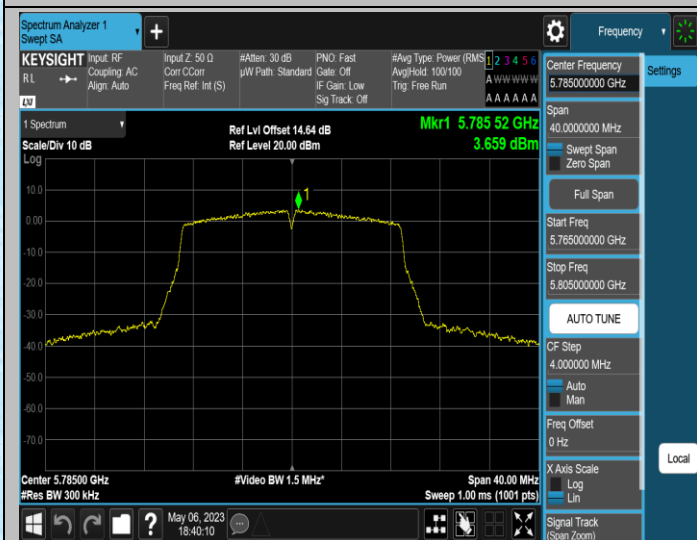 Spectrum Analyzer 1
Swept SA
+
Frequency
KEYSIGHT
RL
LXI
Input: RF
Coupling: AC
Align: Auto
Input Z: 50 Ω
Corr CCorr
Freq Ref: Int (S)
#Atten: 30 dB
µW Path: Standard
PNO: Fast
Gate: Off
IF Gain: Low
Sig Track: Off
#Avg Type: Power (RMS
Avg|Hold: 100/100
Trig: Free Run
1 2 3 4 5 6
A W W W W W
A A A A A A
1 Spectrum
Scale/Div 10 dB
Ref Lvl Offset 14.64 dB
Ref Level 20.00 dBm
Mkr1 5.785 52 GHz
3.659 dBm
Log
10.0
0.00
-10.0
-20.0
-30.0
-40.0
-50.0
-60.0
-70.0
1
Center 5.78500 GHz
#Res BW 300 kHz
#Video BW 1.5 MHz*
Span 40.00 MHz
Sweep 1.00 ms (1001 pts)
?
May 06, 2023
18:40:10
Center Frequency
5.785000000 GHz
Span
40.0000000 MHz
Swept Span
Zero Span
Full Span
Start Freq
5.765000000 GHz
Stop Freq
5.805000000 GHz
AUTO TUNE
CF Step
4.000000 MHz
Auto
Man
Freq Offset
0 Hz
X Axis Scale
Log
Lin
Signal Track
(Span Zoom)
Settings
Local